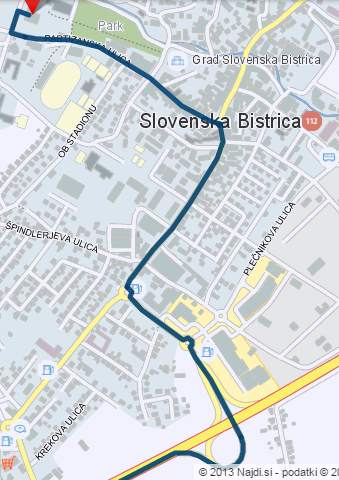 Park
PARTIZANSKA ULICA
Grad Slovenska Bistrica
Slovenska Bistrica
112
OB STADIONU
PLEČNIKOVA ULICA
ŠPINDLERJEVA ULICA
KREKOVA ULICA
© 2013 Najdi.si - podatki © 20